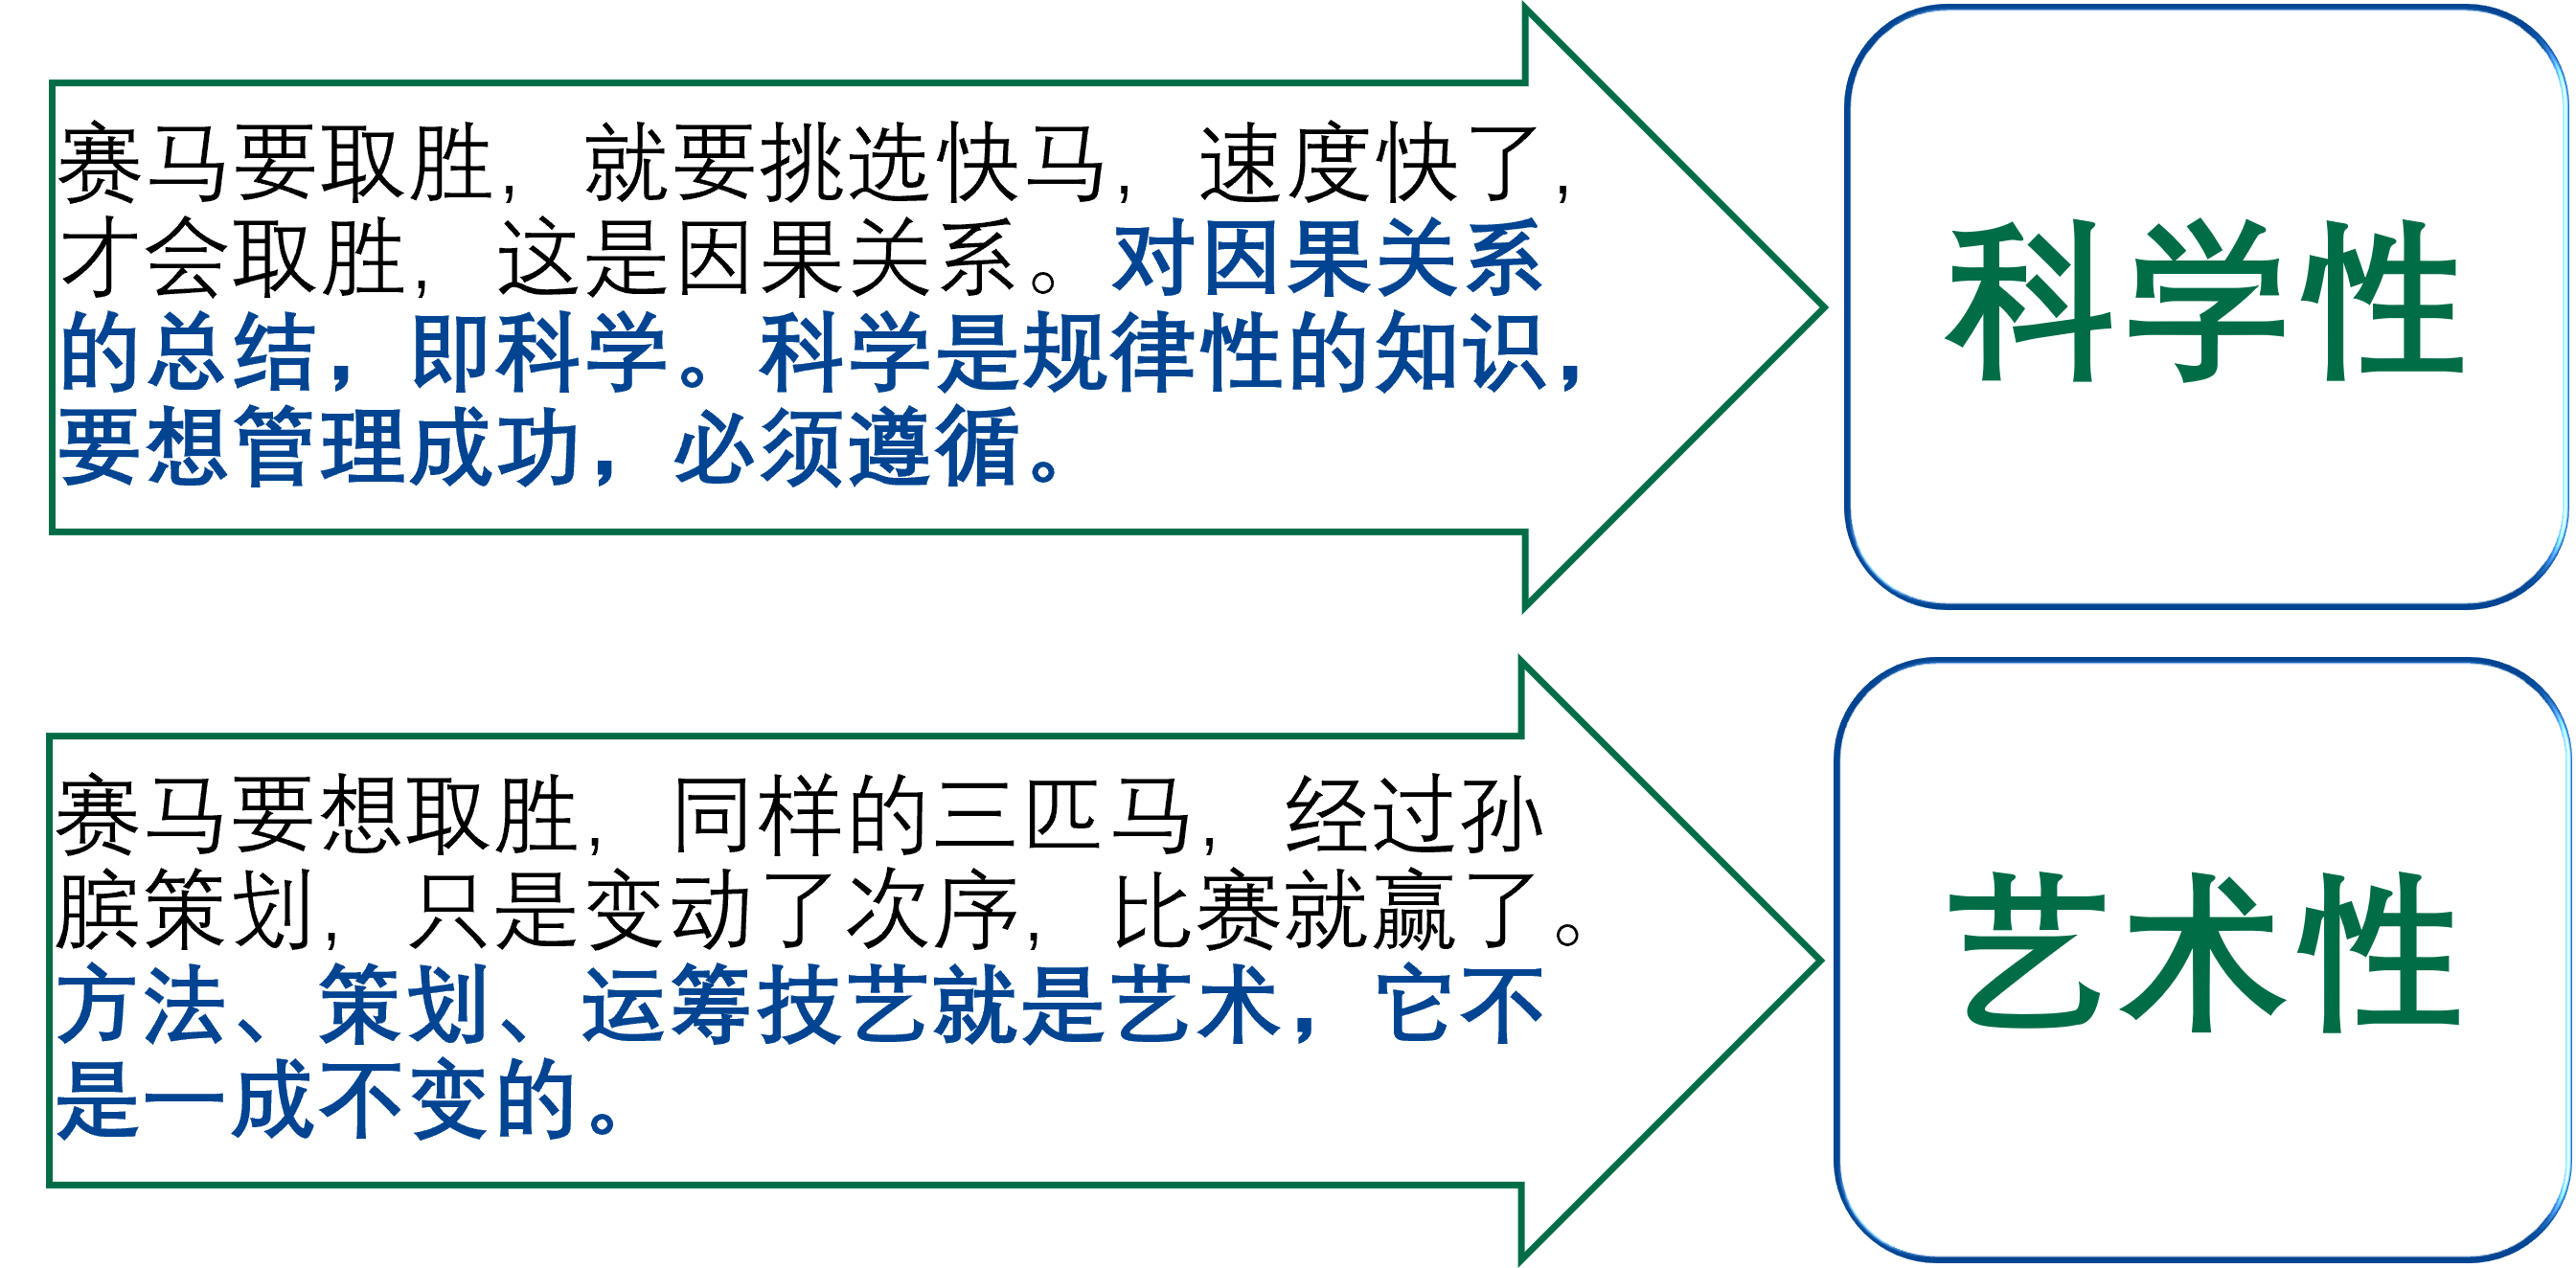 赛马要取胜，就要挑选快马，速度快了，
才会取胜，这是因果关系。对因果关系
的总结，即科学。科学是规律性的知识，
要想管理成功，必须遵循。
科学性
赛马要想取胜，同样的三匹马，经过孙
膑策划，只是变动了次序，比赛就赢了。
方法、策划、运筹技艺就是艺术，它不
是一成不变的。
艺术性